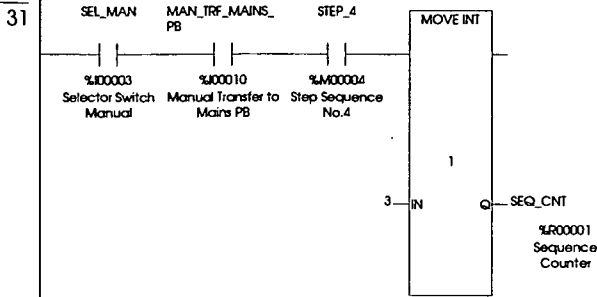 31
SEL_MAN
MAN_TRF_MAINS_
PB
STEP_4
MOVE INT
%I00003
Selector Switch
Manual
%I00010
Manual Transfer to
Mains PB
%M00004
Step Sequence
No.4
1
3
IN
Q
SEQ_CNT
%R00001
Sequence
Counter